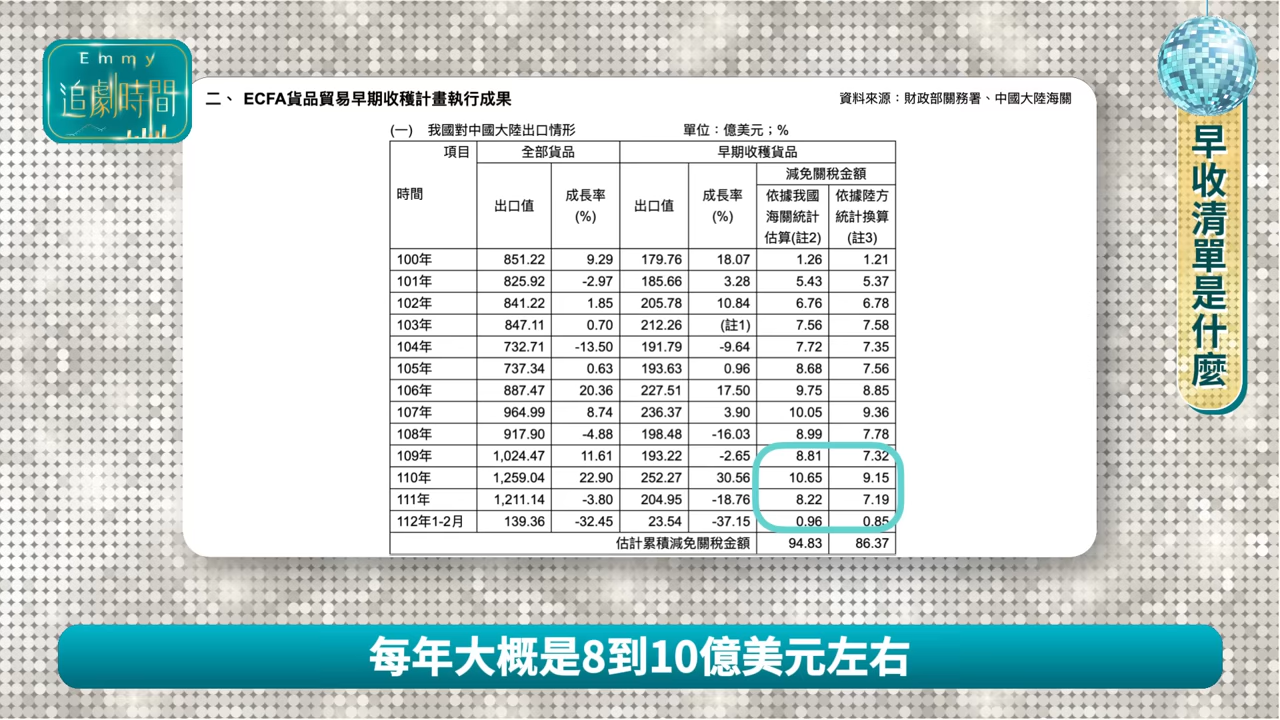 Emmy
追劇時間
二、 ECFA貨品貿易早期收穫計畫執行成果
資料來源：財政部關務署、中國大陸海關
(一) 我國對中國大陸出口情形 單位：億美元；%
項目 全部貨品 早期收穫貨品
時間 出口值 成長率(%) 出口值 成長率(%) 減免關稅金額
依據我國海關統計估算(註2) 依據陸方統計換算(註3)
100年 851.22 9.29 179.76 18.07 1.26 1.21
101年 825.92 -2.97 185.66 3.28 5.43 5.37
102年 841.22 1.85 205.78 10.84 6.76 6.78
103年 847.11 0.70 212.26 (註1) 7.56 7.58
104年 732.71 -13.50 191.79 -9.64 7.72 7.35
105年 737.34 0.63 193.63 0.96 8.68 7.56
106年 887.47 20.36 227.51 17.50 9.75 8.85
107年 964.99 8.74 236.37 3.90 10.05 9.36
108年 917.90 -4.88 198.48 -16.03 8.99 7.78
109年 1,024.47 11.61 193.22 -2.65 8.81 7.32
110年 1,259.04 22.90 252.27 30.56 10.65 9.15
111年 1,211.14 -3.80 204.95 -18.76 8.22 7.19
112年1-2月 139.36 -32.45 23.54 -37.15 0.96 0.85
估計累積減免關稅金額 94.83 86.37
早收清單是什麼
每年大概是8到10億美元左右